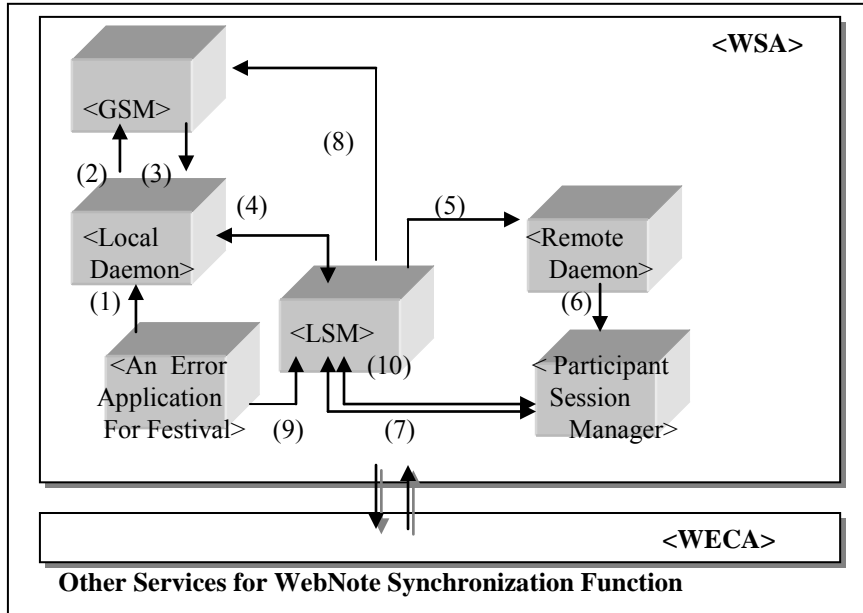 <WSA>
<GSM>
(8)
(2)
(3)
(4)
(5)
<Local
Daemon>
<Remote
Daemon>
(1)
(6)
<LSM>
(10)
<An Error
Application
For Festival>
< Participant
Session
Manager>
(9)
(7)
<WECA>
Other Services for WebNote Synchronization Function